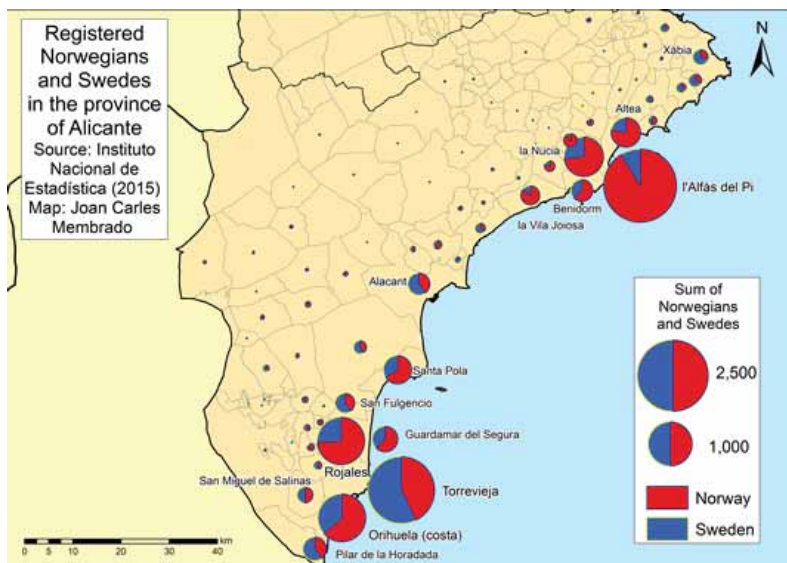 Registered
Norwegians
and Swedes
in the province
of Alicante
Source: Instituto
Nacional de
Estadística (2015)
Map: Joan Carles
Membrado
N
Xàbia
Altea
la Nucia
l'Alfàs del Pi
Benidorm
la Vila Joiosa
Alacant
Santa Pola
San Fulgencio
Guardamar del Segura
Rojales
San Miguel de Salinas
Torrevieja
Orihuela (costa)
Pilar de la Horadada
Sum of
Norwegians
and Swedes
2,500
1,000
Norway
Sweden
0 5 10 20 30 40
km